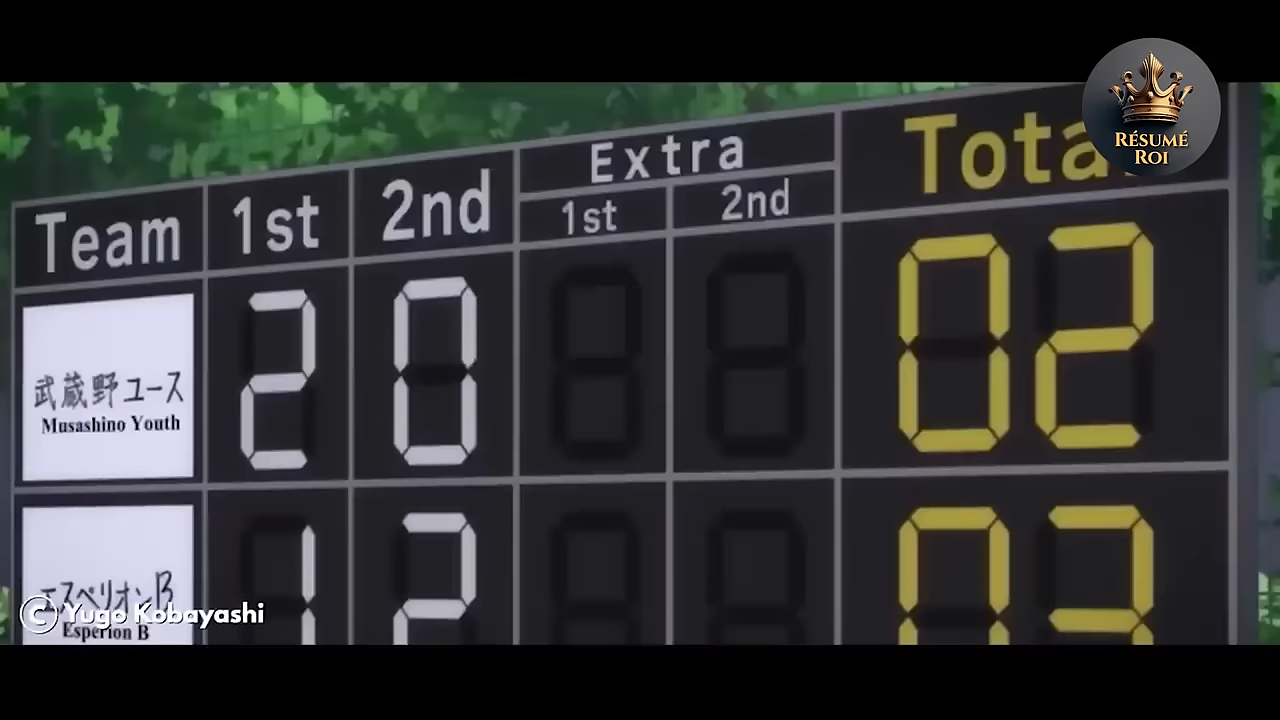 Team 1st 2nd Extra 1st 2nd Tota
武蔵野ユース
Musashino Youth
2 0 02
エスペリオンB
Esperion B
1 2 03
RÉSUMÉ
ROI
© Yugo Kobayashi